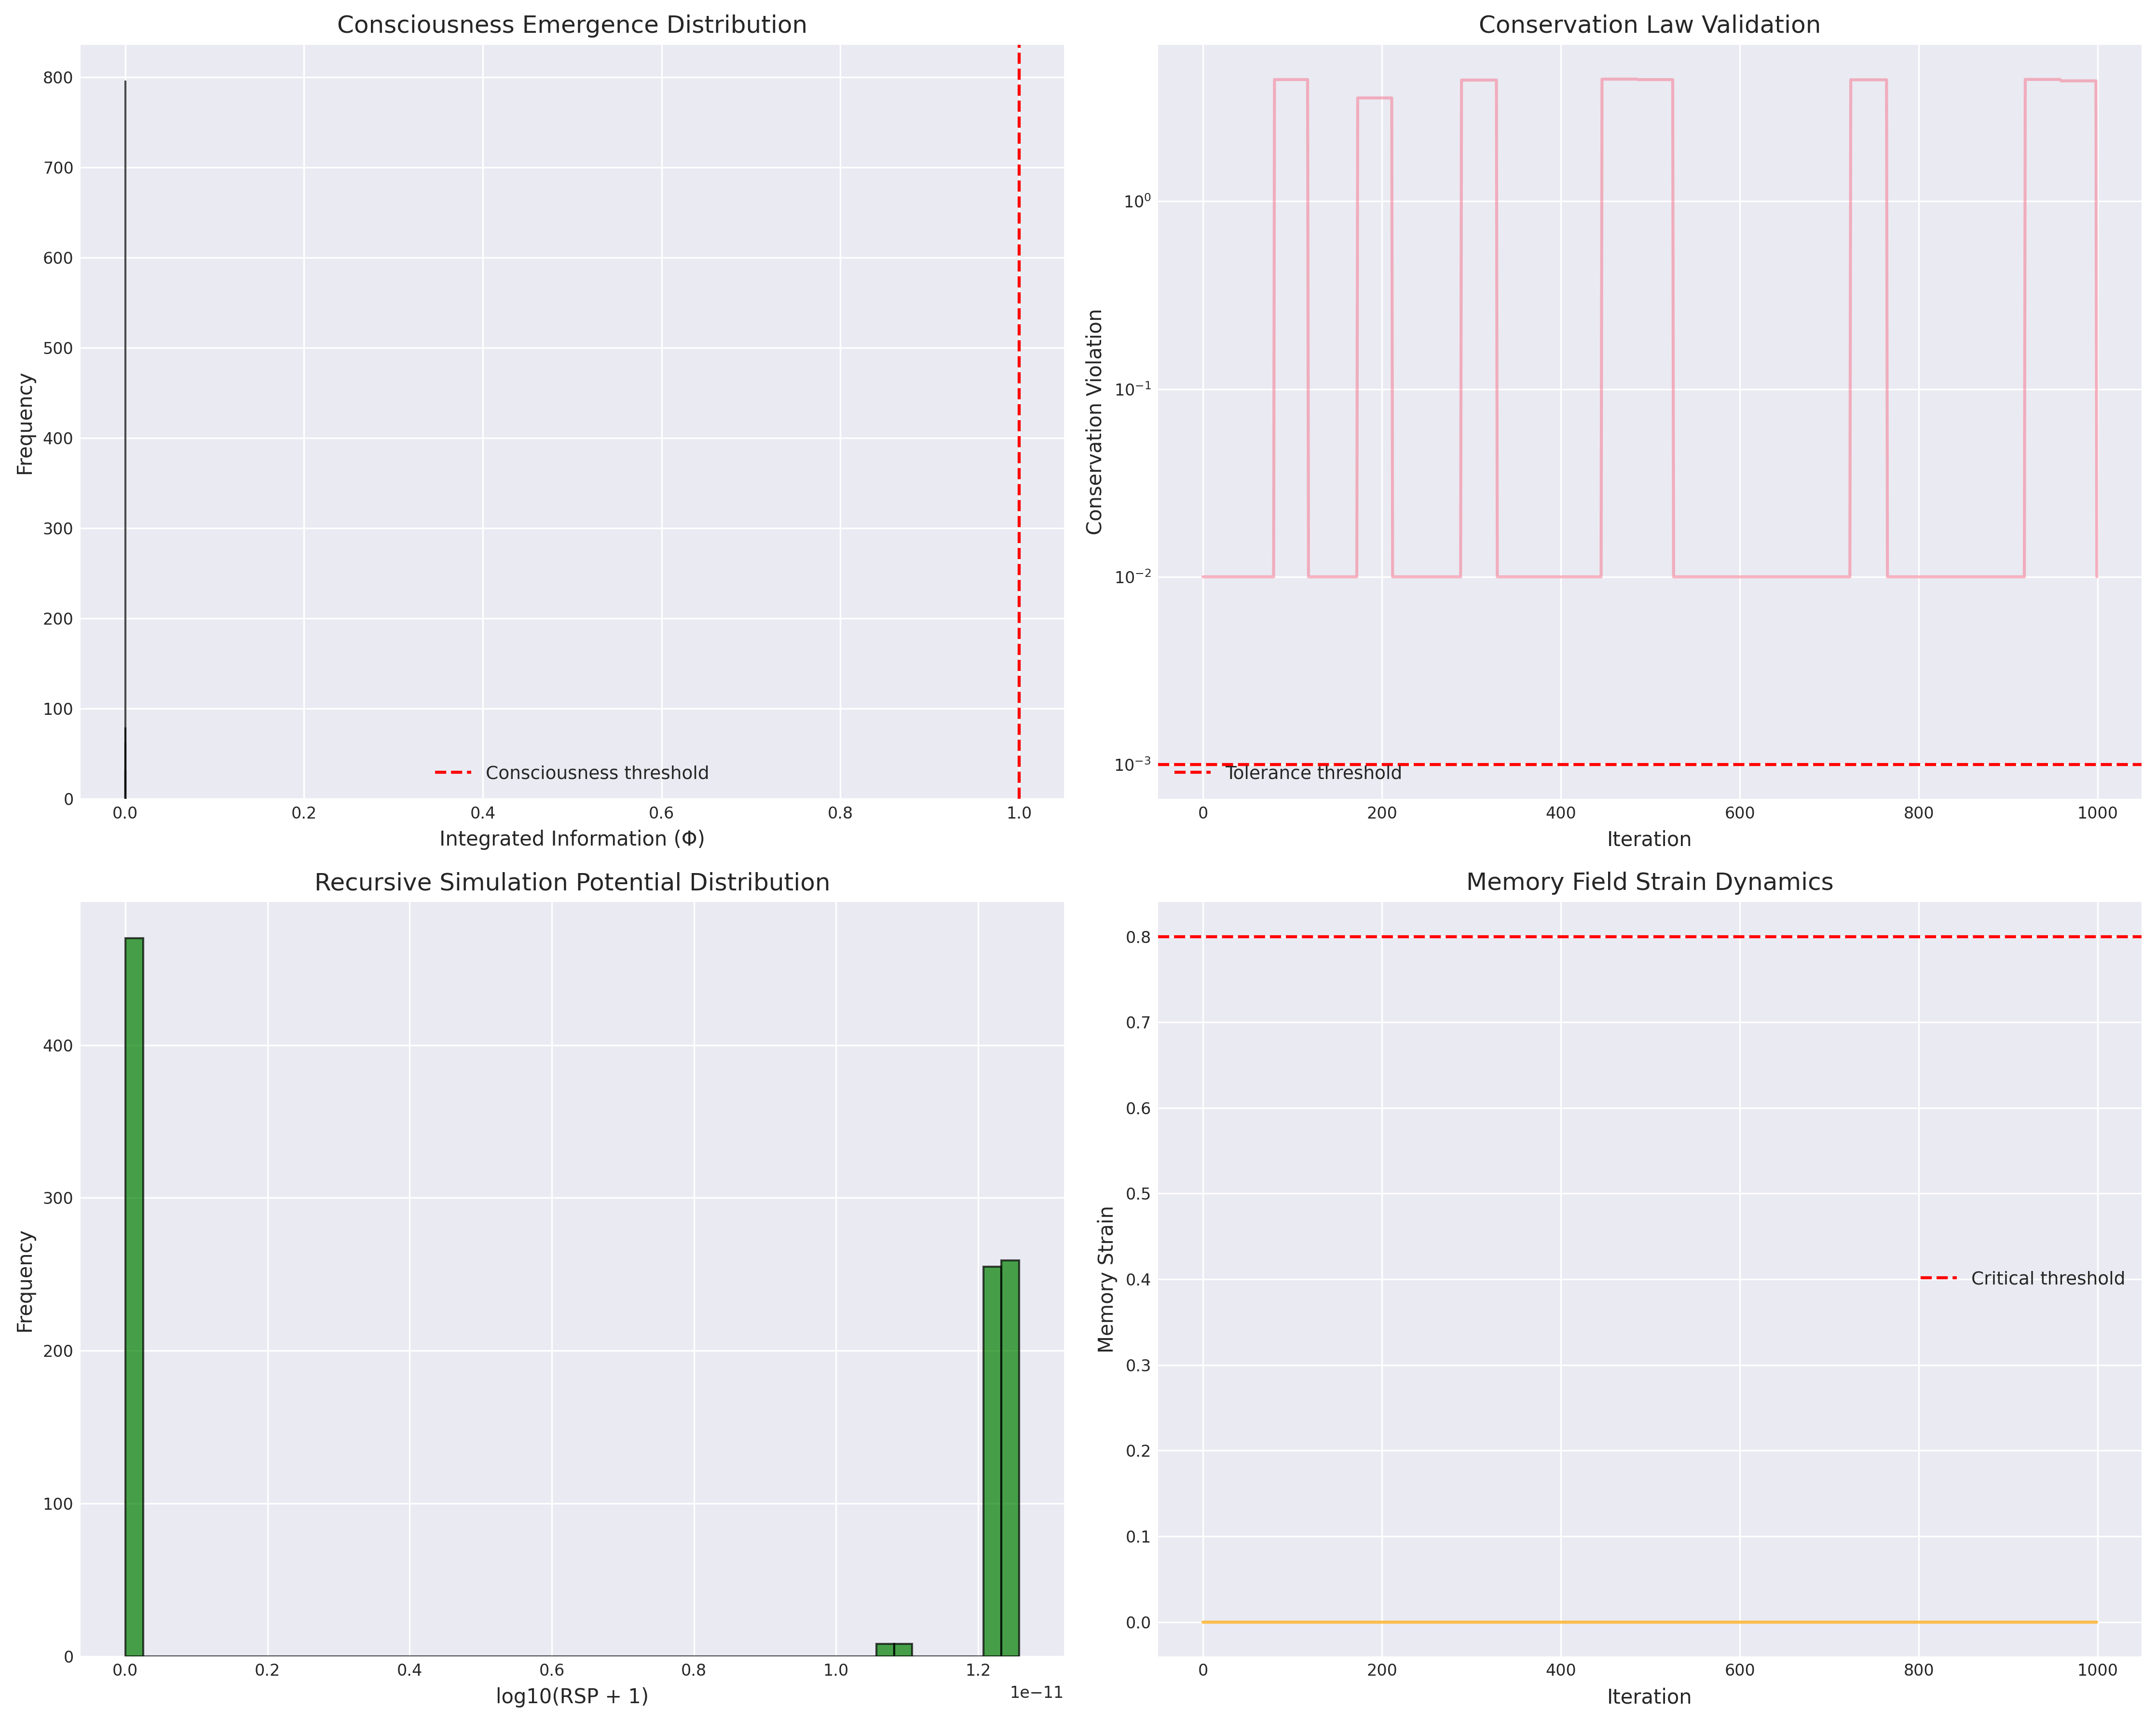 Consciousness Emergence Distribution
800
700
600
500
400
300
200
100
0
Frequency
Consciousness threshold
0.0 0.2 0.4 0.6 0.8 1.0
Integrated Information (Φ)
Conservation Law Validation
10⁰
10⁻¹
10⁻²
10⁻³
Conservation Violation
Tolerance threshold
0 200 400 600 800 1000
Iteration
Recursive Simulation Potential Distribution
400
300
200
100
0
Frequency
0.0 0.2 0.4 0.6 0.8 1.0 1.2
1e−11
log10(RSP + 1)
Memory Field Strain Dynamics
0.8
0.7
0.6
0.5
0.4
0.3
0.2
0.1
0.0
Memory Strain
Critical threshold
0 200 400 600 800 1000
Iteration